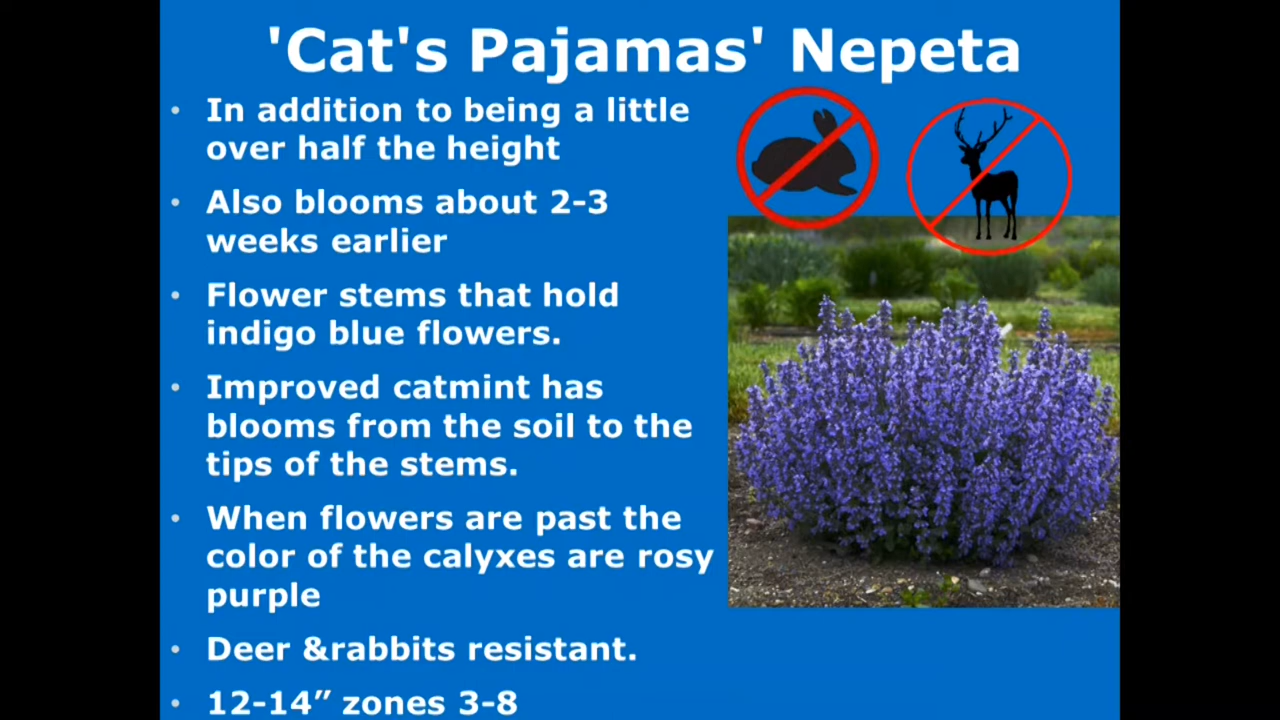 'Cat's Pajamas' Nepeta
• In addition to being a little
over half the height
• Also blooms about 2-3
weeks earlier
• Flower stems that hold
indigo blue flowers.
• Improved catmint has
blooms from the soil to the
tips of the stems.
• When flowers are past the
color of the calyxes are rosy
purple
• Deer &rabbits resistant.
• 12-14” zones 3-8